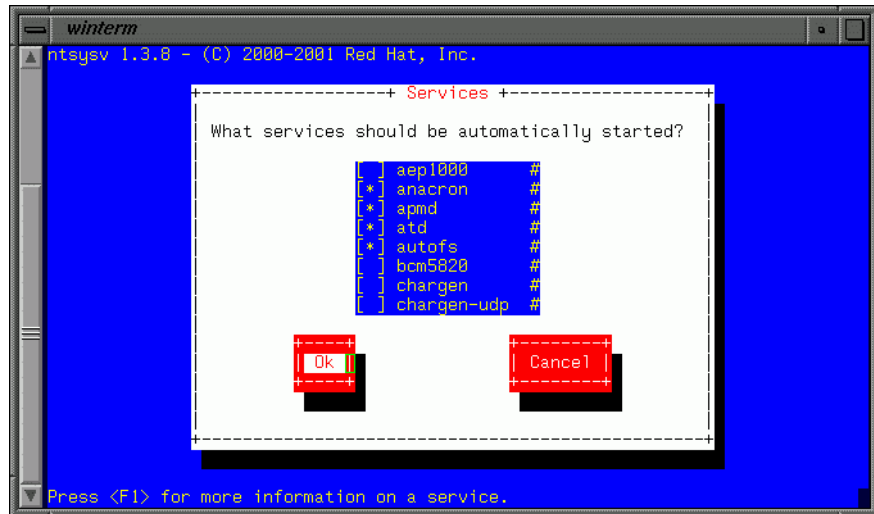 winterm
ntsysv 1.3.8 - (C) 2000-2001 Red Hat, Inc.
Services
What services should be automatically started?
[ ] aep1000 #
[*] anacron #
[*] apmd #
[*] atd #
[*] autofs #
[ ] bcm5820 #
[ ] chargen #
[ ] chargen-udp #
Ok Cancel
Press <F1> for more information on a service.